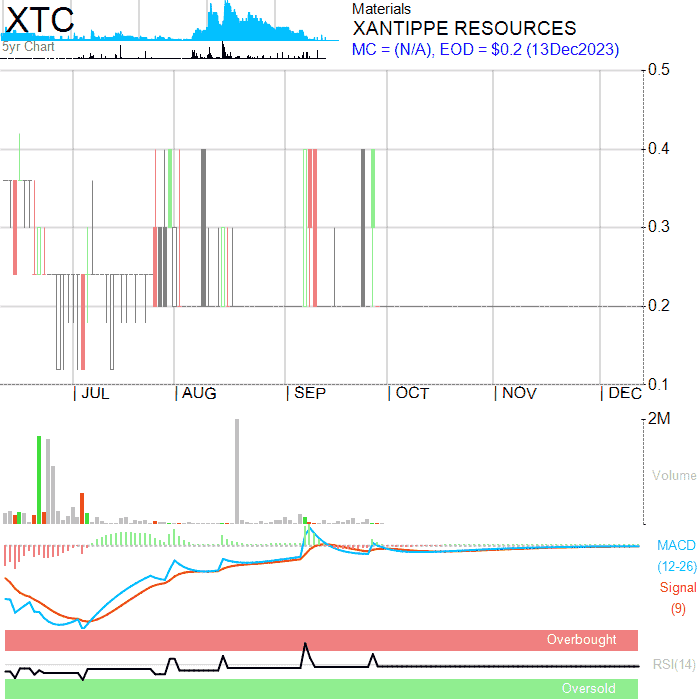 XTC
5yr Chart
Materials
XANTIPPE RESOURCES
MC = (N/A), EOD = $0.2 (13Dec2023)
0.5
0.4
0.3
0.2
0.1
| JUL | AUG | SEP | OCT | NOV | DEC
2M
Volume
MACD
(12-26)
Signal
(9)
Overbought
RSI(14)
Oversold